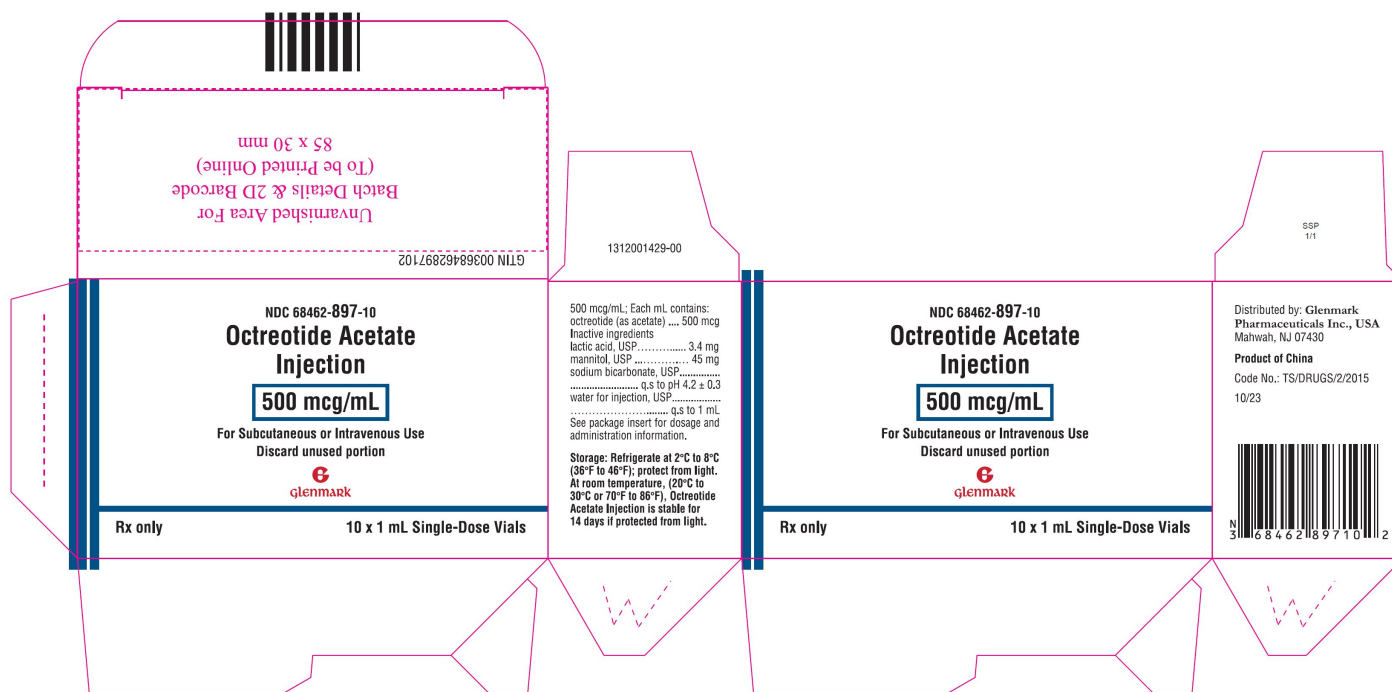 Unvarnished Area For
Batch Details & 2D Barcode
(To be Printed Online)
85 x 30 mm
GTIN 00368462897102
NDC 68462-897-10
Octreotide Acetate
Injection
500 mcg/mL
For Subcutaneous or Intravenous Use
Discard unused portion
G
Glenmark
Rx only
10 x 1 mL Single-Dose Vials
1312001429-00
500 mcg/mL; Each mL contains:
octreotide (as acetate) .... 500 mcg
Inactive ingredients
lactic acid, USP.............. 3.4 mg
mannitol, USP ................ 45 mg
sodium bicarbonate, USP...............
......................... q.s to pH 4.2 ± 0.3
water for injection, USP..................
............................. q.s to 1 mL
See package insert for dosage and
administration information.
Storage: Refrigerate at 2°C to 8°C
(36°F to 46°F); protect from light.
At room temperature, (20°C to
30°C or 70°F to 86°F), Octreotide
Acetate Injection is stable for
14 days if protected from light.
NDC 68462-897-10
Octreotide Acetate
Injection
500 mcg/mL
For Subcutaneous or Intravenous Use
Discard unused portion
G
Glenmark
Rx only
10 x 1 mL Single-Dose Vials
SSP
1/1
Distributed by: Glenmark
Pharmaceuticals Inc., USA
Mahwah, NJ 07430
Product of China
Code No.: TS/DRUGS/2/2015
10/23
N
3 68462 89710 2